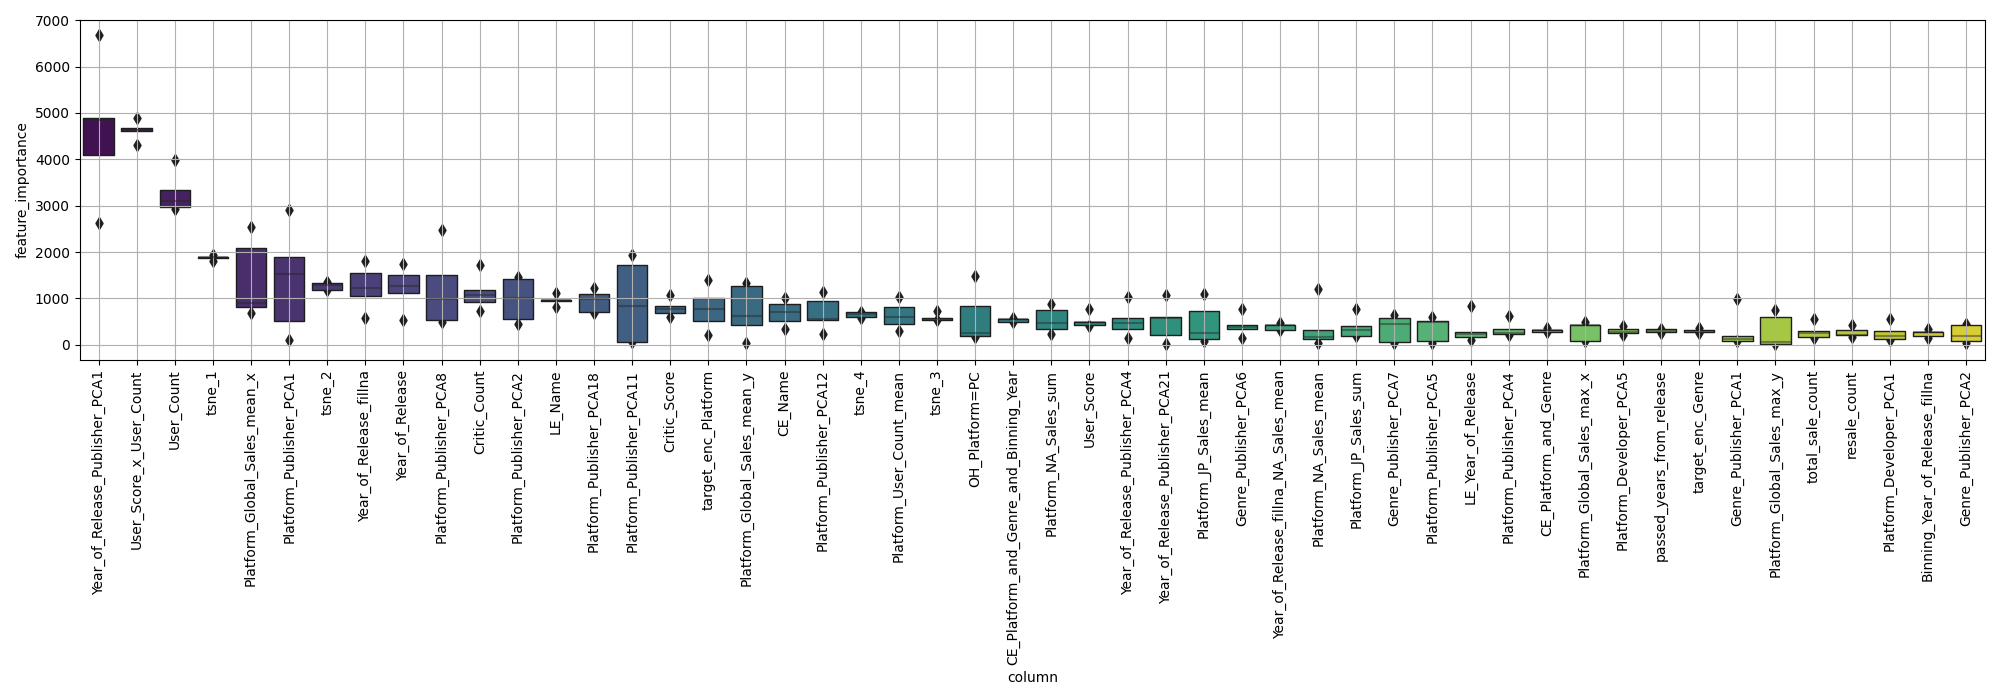 7000
6000
5000
4000
3000
2000
1000
0
feature_importance
Year_of_Release_Publisher_PCA1
User_Score_x_User_Count
User_Count
tsne_1
Platform_Global_Sales_mean_x
Platform_Publisher_PCA1
tsne_2
Year_of_Release_fillna
Year_of_Release
Platform_Publisher_PCA8
Critic_Count
Platform_Publisher_PCA2
LE_Name
Platform_Publisher_PCA18
Platform_Publisher_PCA11
Critic_Score
target_enc_Platform
Platform_Global_Sales_mean_y
CE_Name
Platform_Publisher_PCA12
tsne_4
Platform_User_Count_mean
tsne_3
OH_Platform=PC
CE_Platform_and_Genre_and_Binning_Year
Platform_NA_Sales_sum
User_Score
Year_of_Release_Publisher_PCA4
Year_of_Release_Publisher_PCA21
Platform_JP_Sales_mean
Genre_Publisher_PCA6
Year_of_Release_fillna_NA_Sales_mean
Platform_NA_Sales_mean
Platform_JP_Sales_sum
Genre_Publisher_PCA7
Platform_Publisher_PCA5
LE_Year_of_Release
Platform_Publisher_PCA4
CE_Platform_and_Genre
Platform_Global_Sales_max_x
Platform_Developer_PCA5
passed_years_from_release
target_enc_Genre
Genre_Publisher_PCA1
Platform_Global_Sales_max_y
total_sale_count
resale_count
Platform_Developer_PCA1
Binning_Year_of_Release_fillna
Genre_Publisher_PCA2
column